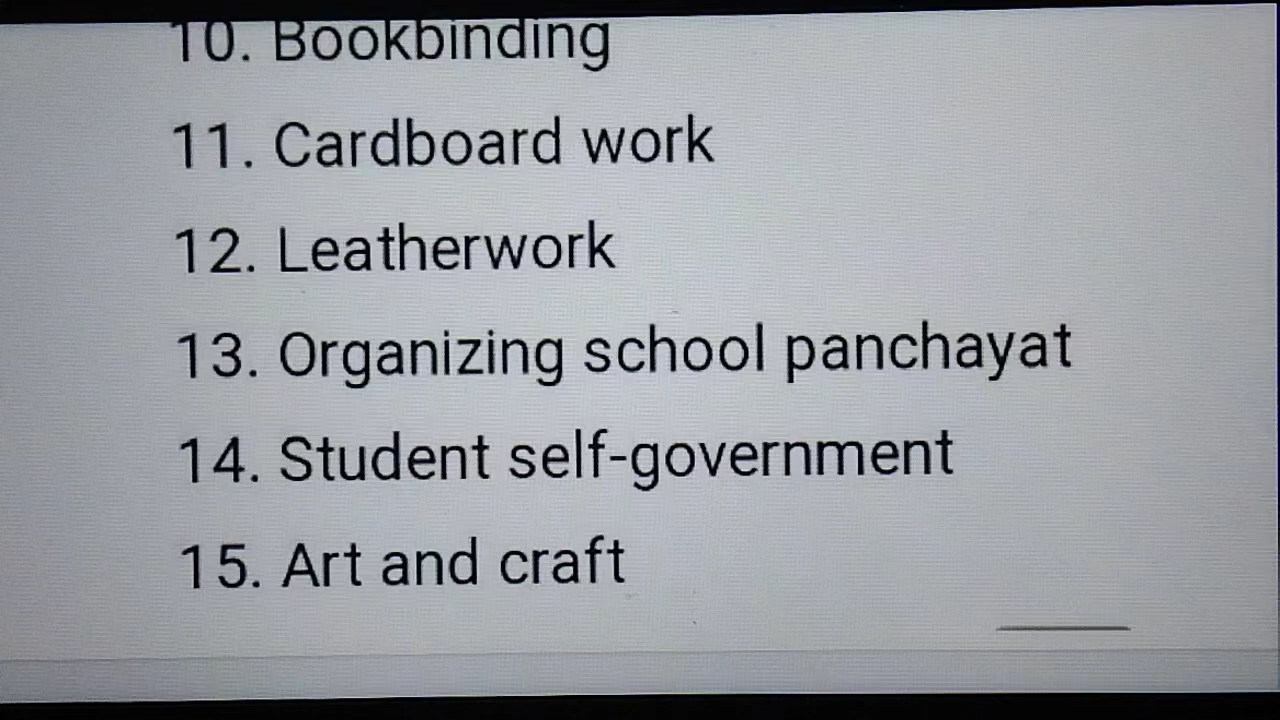 10. Bookbinding
11. Cardboard work
12. Leatherwork
13. Organizing school panchayat
14. Student self-government
15. Art and craft